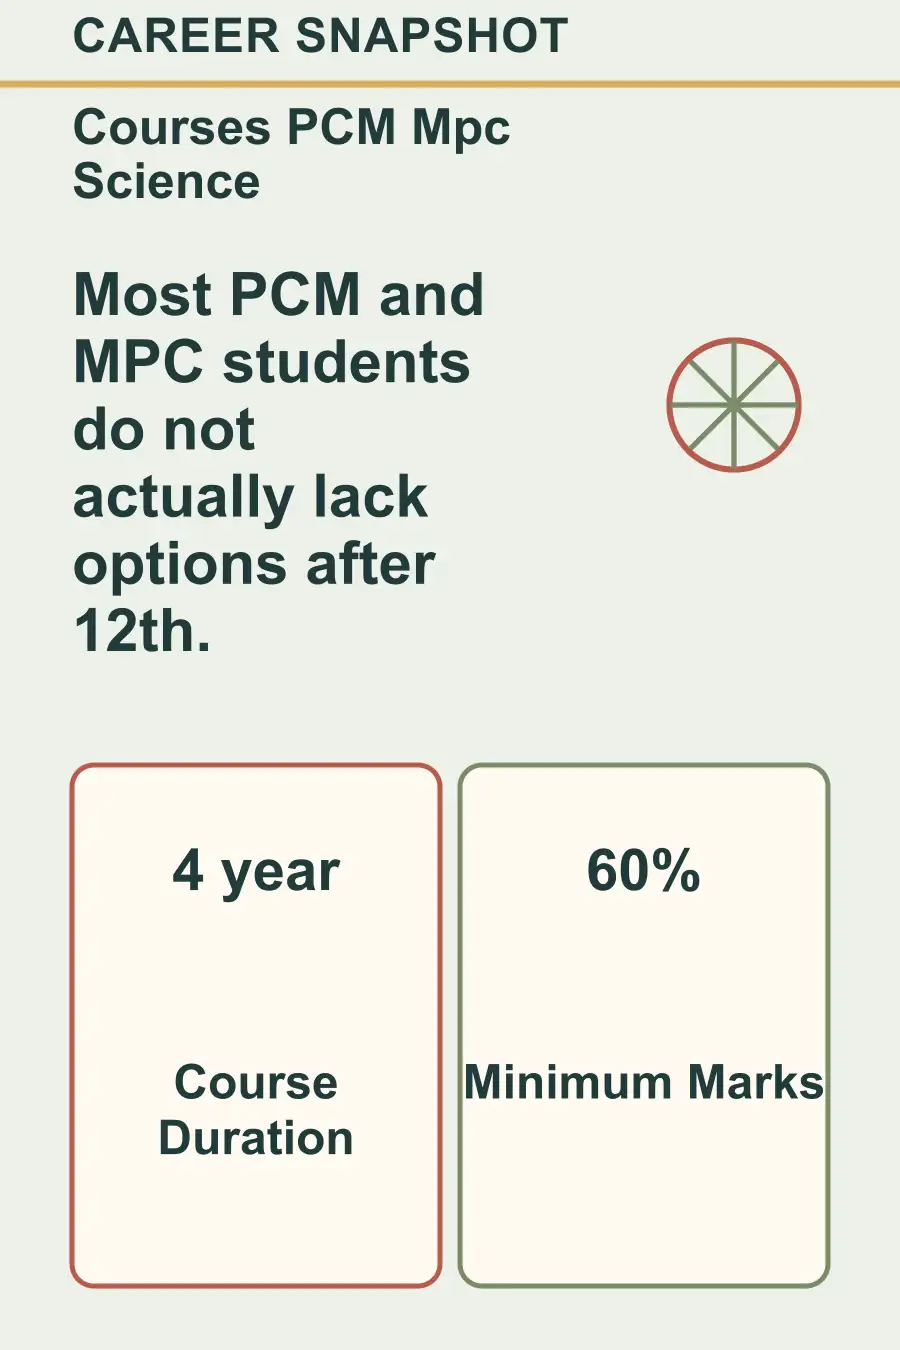 CAREER SNAPSHOT
Courses PCM Mpc
Science
Most PCM and
MPC students
do not
actually lack
options after
12th.
4 year
60%
Course
Duration
Minimum Marks